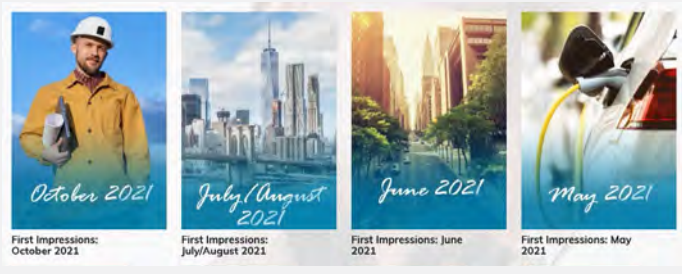 October 2021
First Impressions:
October 2021
July/August
2021
First Impressions:
July/August 2021
June 2021
First Impressions: June
2021
May 2021
First Impressions: May
2021